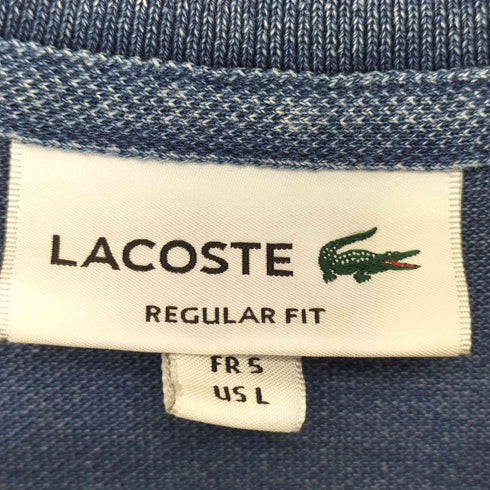 LACOSTE
REGULAR FIT
FR 5
US L